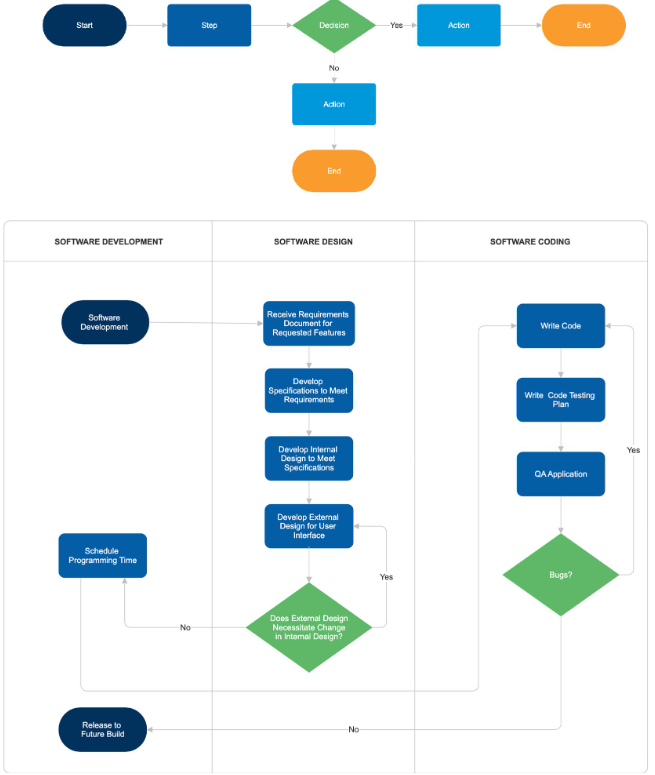 Start
Step
Decision
Yes
Action
End
No
Action
End
SOFTWARE DEVELOPMENT
SOFTWARE DESIGN
SOFTWARE CODING
Software
Development
Receive Requirements
Document for
Requested Features
Develop
Specifications to Meet
Requirements
Develop Internal
Design to Meet
Specifications
Develop External
Design for User
Interface
Yes
Does External Design
Necessitate Change
in Internal Design?
No
Schedule
Programming Time
Write Code
Write Code Testing
Plan
QA Application
Yes
Bugs?
No
Release to
Future Build